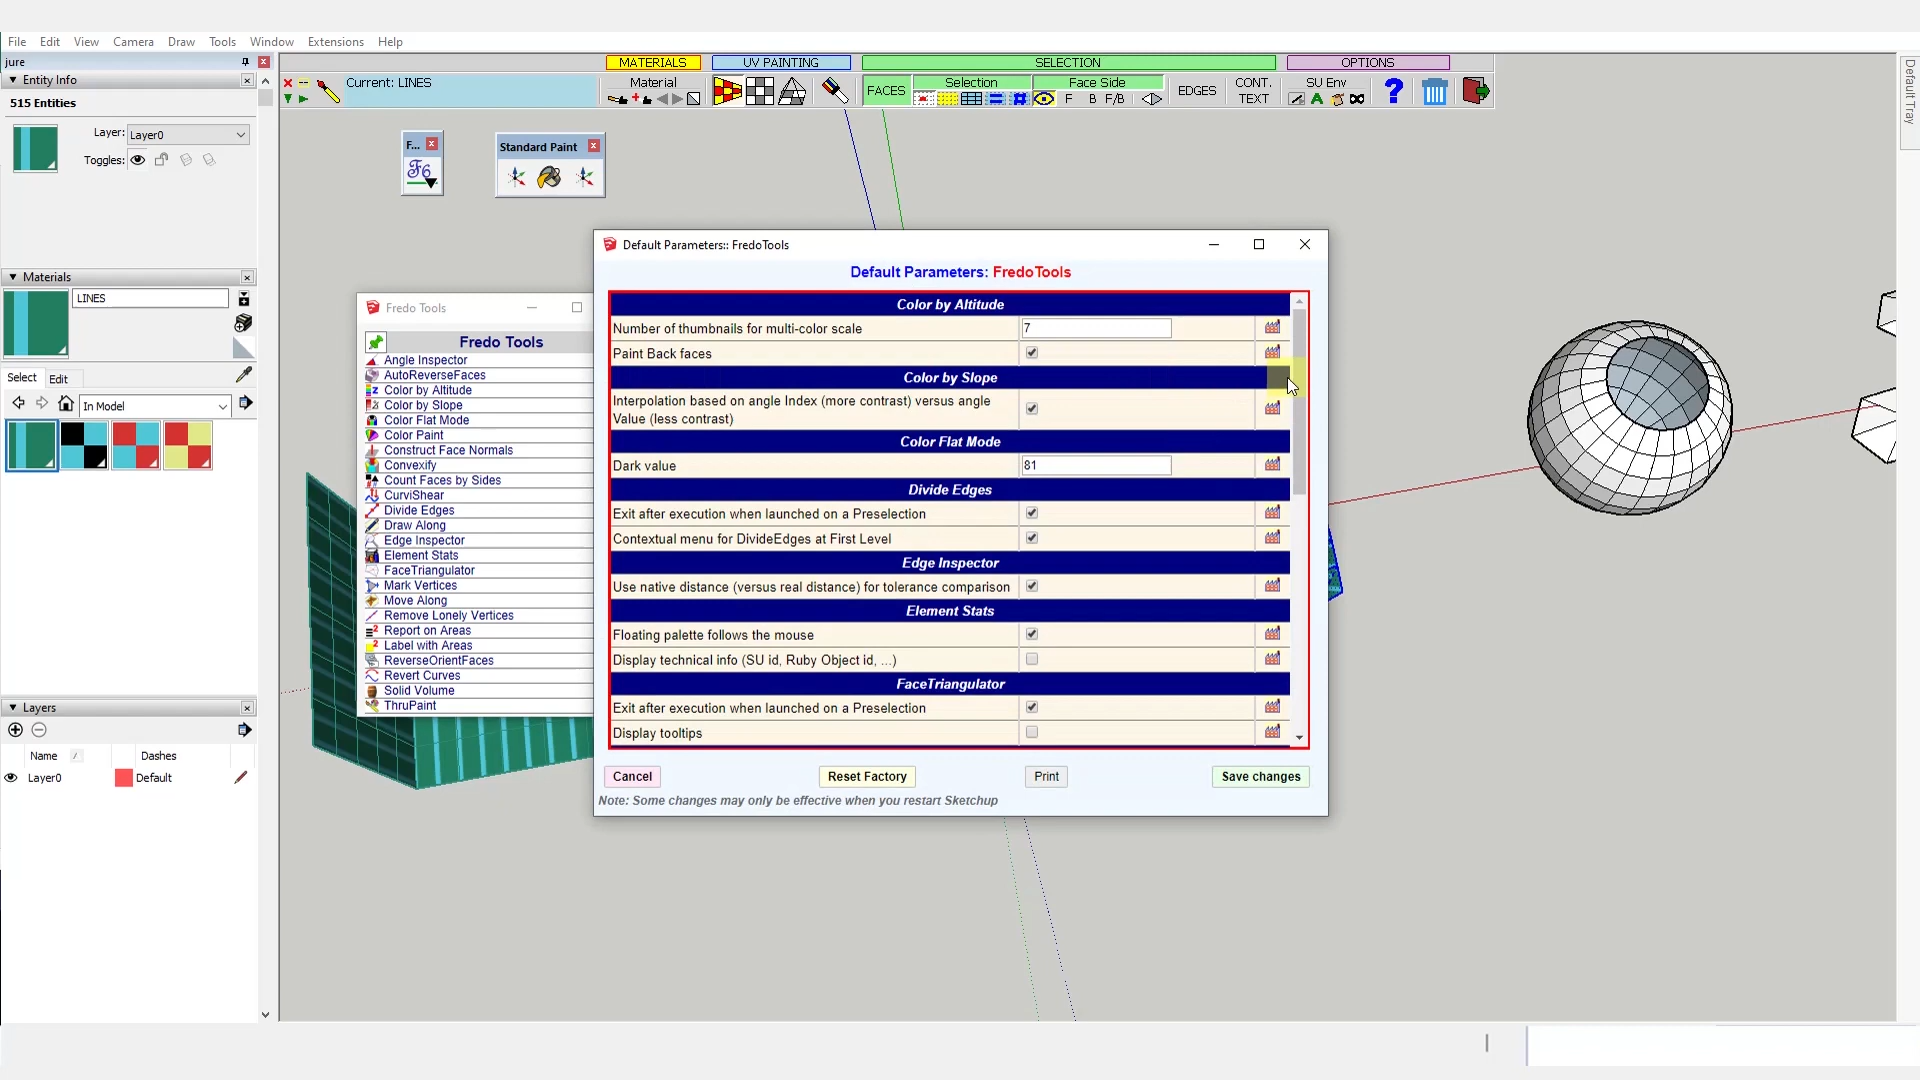 File Edit View Camera Draw Tools Window Extensions Help
jure
Entity Info
515 Entities
Layer: Layer0
Toggles:
Materials
LINES
Select Edit
In Model
Layers
Name Dashes
Layer0 Default
MATERIALS UV PAINTING SELECTION OPTIONS
Current: LINES
Material FACES Selection Face Side EDGES CONT. TEXT SU Env
F B F/B A ?
F...
F6
Standard Paint
Fredo Tools
Fredo Tools
Angle Inspector
AutoReverseFaces
Color by Altitude
Color by Slope
Color Flat Mode
Color Paint
Construct Face Normals
Convexify
Count Faces by Sides
CurviShear
Divide Edges
Draw Along
Edge Inspector
Element Stats
FaceTriangulator
Mark Vertices
Move Along
Remove Lonely Vertices
Report on Areas
Label with Areas
ReverseOrientFaces
Revert Curves
Solid Volume
ThruPaint
Default Parameters:: FredoTools
Default Parameters: FredoTools
Color by Altitude
Number of thumbnails for multi-color scale 7
Paint Back faces
Color by Slope
Interpolation based on angle Index (more contrast) versus angle
Value (less contrast)
Color Flat Mode
Dark value 81
Divide Edges
Exit after execution when launched on a Preselection
Contextual menu for DivideEdges at First Level
Edge Inspector
Use native distance (versus real distance) for tolerance comparison
Element Stats
Floating palette follows the mouse
Display technical info (SU id, Ruby Object id, ...)
FaceTriangulator
Exit after execution when launched on a Preselection
Display tooltips
Cancel Reset Factory Print Save changes
Note: Some changes may only be effective when you restart Sketchup
Default Tray